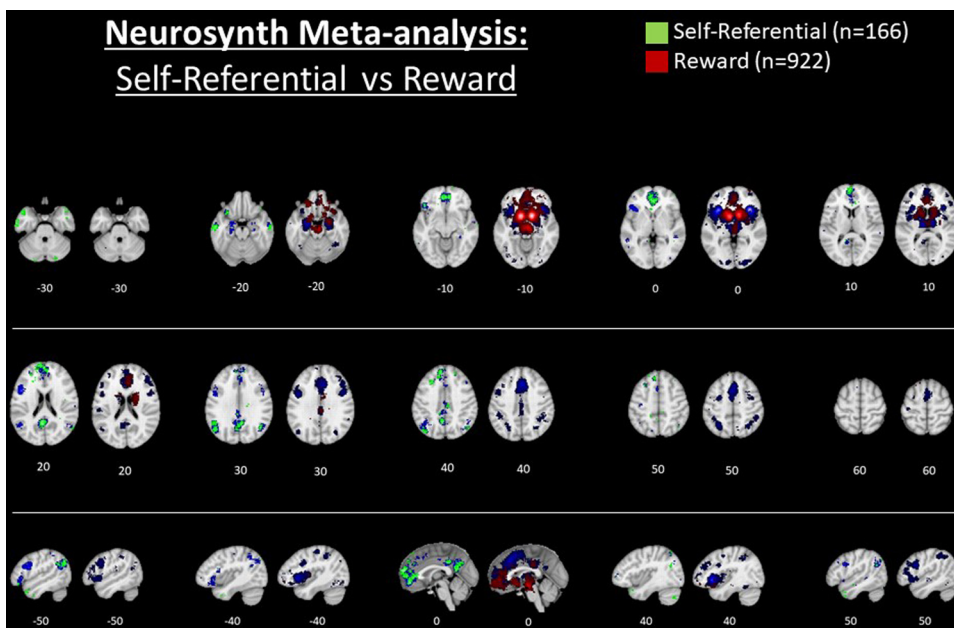 Neurosynth Meta-analysis:
Self-Referential vs Reward
Self-Referential (n=166)
Reward (n=922)
-30 -30 -20 -20 -10 -10 0 0 10 10
20 20 30 30 40 40 50 50 60 60
-50 -50 -40 -40 0 0 40 40 50 50